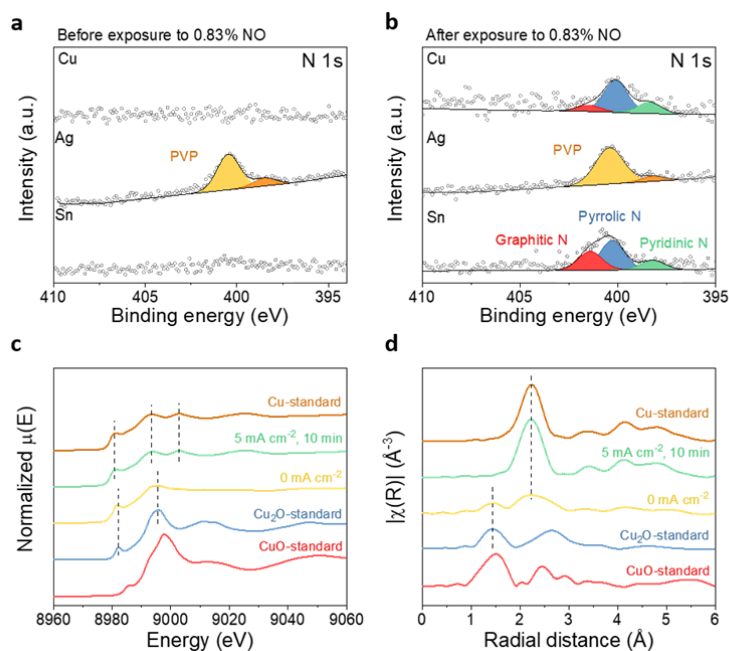 a
Before exposure to 0.83% NO
Cu
N 1s
Ag
PVP
Sn
Intensity (a.u.)
410
405
400
395
Binding energy (eV)
b
After exposure to 0.83% NO
Cu
N 1s
Ag
PVP
Sn
Graphitic N
Pyrrolic N
Pyridinic N
Intensity (a.u.)
410
405
400
395
Binding energy (eV)
c
Cu-standard
5 mA cm⁻², 10 min
0 mA cm⁻²
Cu₂O-standard
CuO-standard
Normalized μ(E)
8960
8980
9000
9020
9040
9060
Energy (eV)
d
Cu-standard
5 mA cm⁻², 10 min
0 mA cm⁻²
Cu₂O-standard
CuO-standard
|χ(R)| (Å⁻³)
0
1
2
3
4
5
6
Radial distance (Å)